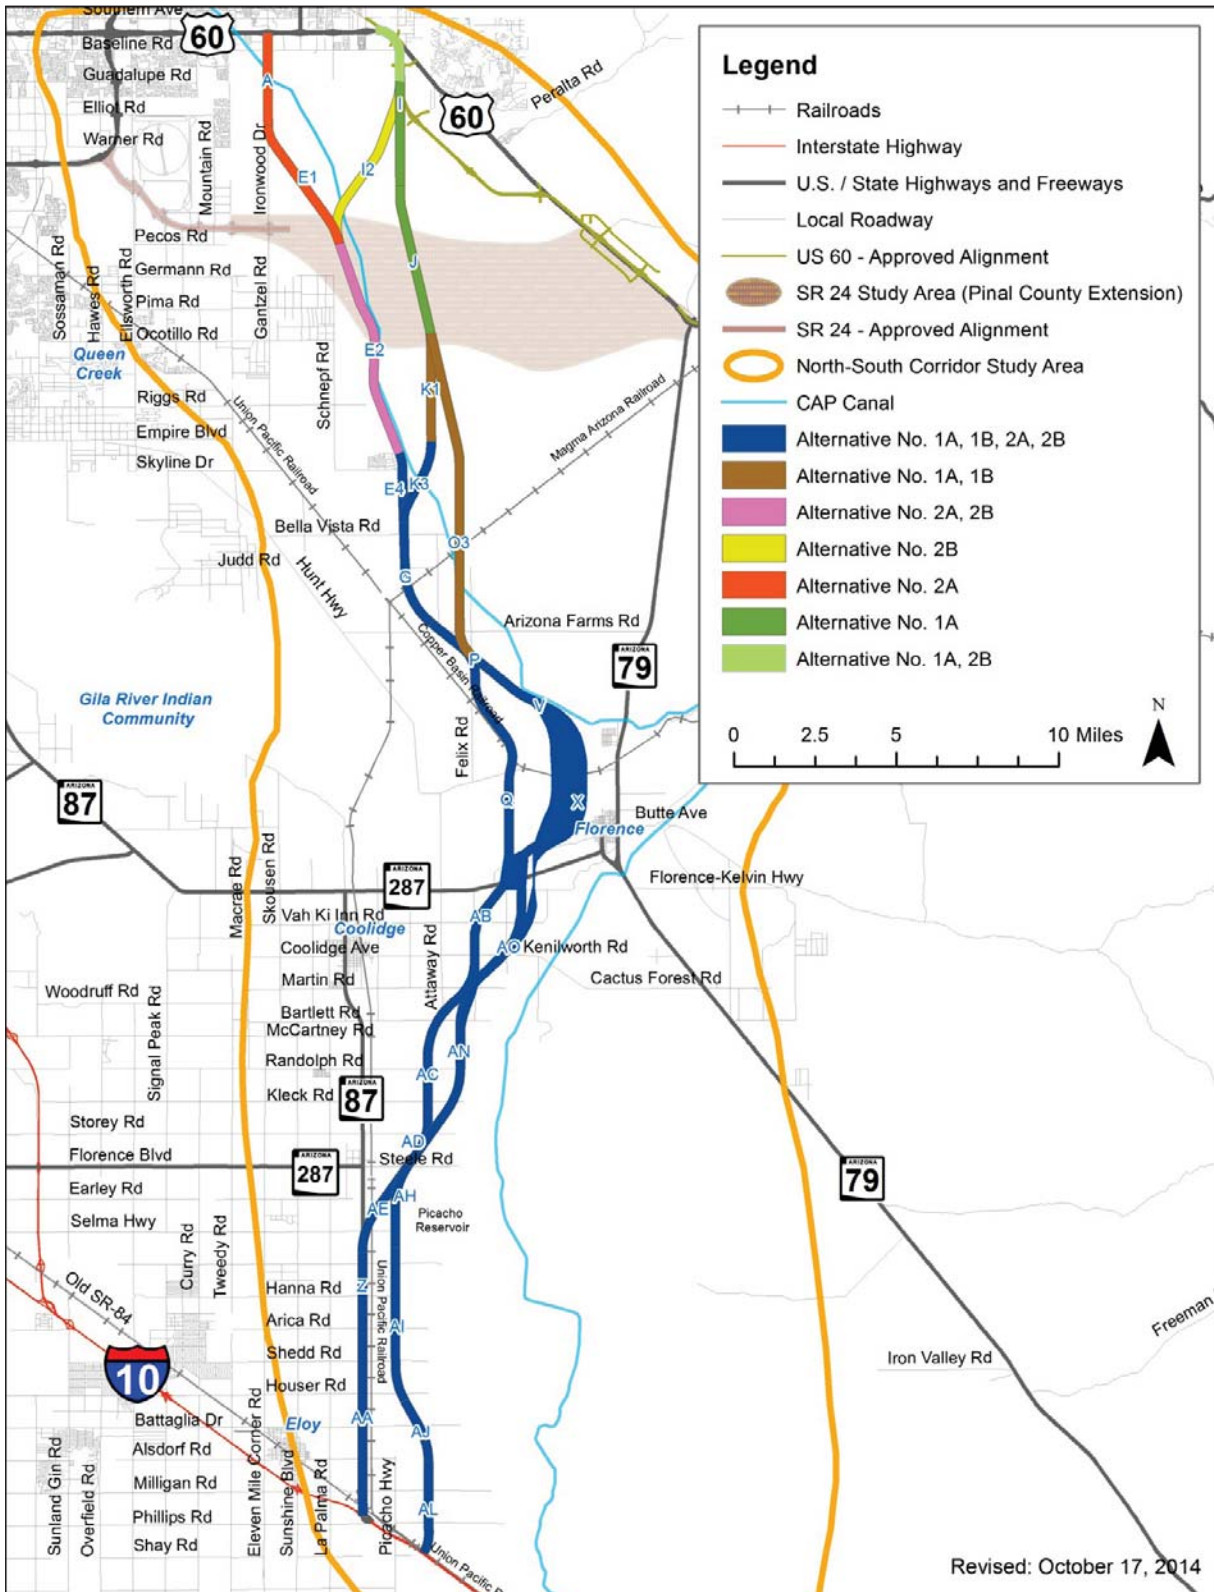 Southern Ave
Baseline Rd
60
Guadalupe Rd
Elliot Rd
Warner Rd
Mountain Rd
Ironwood Dr
A
I
60
Peralta Rd
E1
I2
Sossaman Rd
Hawes Rd
Ellsworth Rd
Pecos Rd
Germann Rd
Gantzel Rd
J
Pima Rd
Ocotillo Rd
Queen
Creek
Schnepf Rd
E2
K1
Riggs Rd
Union Pacific Railroad
Magma Arizona Railroad
Empire Blvd
Skyline Dr
E4
K3
Bella Vista Rd
O3
Judd Rd
Hunt Hwy
G
Arizona Farms Rd
Copper Basin Railroad
P
ARIZONA
79
Gila River Indian
Community
V
Felix Rd
ARIZONA
87
Q
X
Butte Ave
Florence
Macrae Rd
Skousen Rd
ARIZONA
287
Florence-Kelvin Hwy
Vah Ki Inn Rd
AB
Coolidge
Coolidge Ave
Attaway Rd
AO
Kenilworth Rd
Martin Rd
Cactus Forest Rd
Woodruff Rd
Signal Peak Rd
Bartlett Rd
McCartney Rd
Randolph Rd
AN
AC
Kleck Rd
ARIZONA
87
Storey Rd
AD
Florence Blvd
ARIZONA
287
Steele Rd
ARIZONA
79
Earley Rd
AH
AE
Selma Hwy
Picacho
Reservoir
Curry Rd
Tweedy Rd
Old SR-84
Hanna Rd
Z
Union Pacific Railroad
Arica Rd
AI
Shedd Rd
Freeman
10
Houser Rd
Iron Valley Rd
Battaglia Dr
Eloy
AA
AJ
Alsdorf Rd
Sunland Gin Rd
Overfield Rd
Eleven Mile Corner Rd
Sunshine Blvd
La Palma Rd
Picacho Hwy
Milligan Rd
Phillips Rd
AL
Shay Rd
Union Pacific R
Legend
Railroads
Interstate Highway
U.S. / State Highways and Freeways
Local Roadway
US 60 - Approved Alignment
SR 24 Study Area (Pinal County Extension)
SR 24 - Approved Alignment
North-South Corridor Study Area
CAP Canal
Alternative No. 1A, 1B, 2A, 2B
Alternative No. 1A, 1B
Alternative No. 2A, 2B
Alternative No. 2B
Alternative No. 2A
Alternative No. 1A
Alternative No. 1A, 2B
N
0 2.5 5 10 Miles
Revised: October 17, 2014